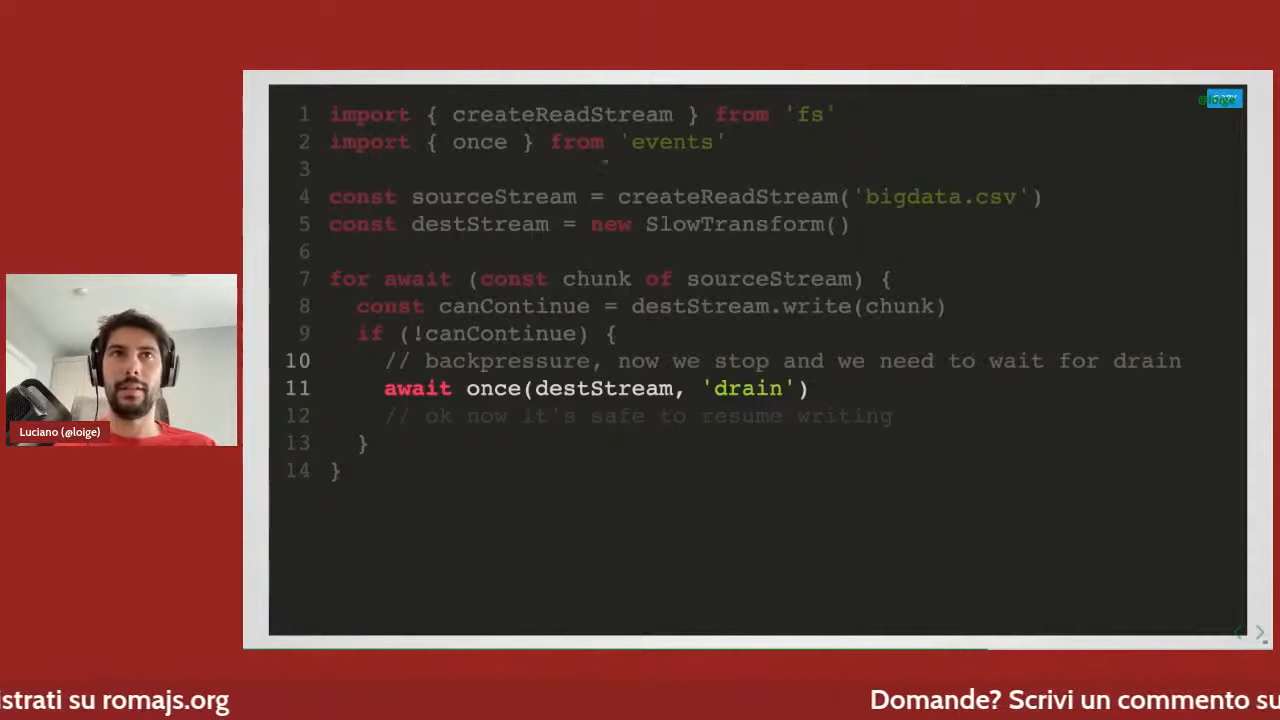 @loige
1 import { createReadStream } from 'fs'
2 import { once } from 'events'
3
4 const sourceStream = createReadStream('bigdata.csv')
5 const destStream = new SlowTransform()
6
7 for await (const chunk of sourceStream) {
8 const canContinue = destStream.write(chunk)
9 if (!canContinue) {
10 // backpressure, now we stop and we need to wait for drain
11 await once(destStream, 'drain')
12 // ok now it's safe to resume writing
13 }
14 }
Luciano (@loige)
istrati su romajs.org
Domande? Scrivi un commento su